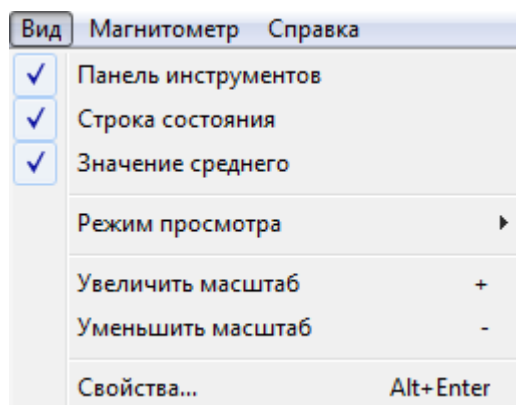 Вид Магнитометр Справка
Панель инструментов
Строка состояния
Значение среднего
Режим просмотра
Увеличить масштаб +
Уменьшить масштаб -
Свойства... Alt+Enter